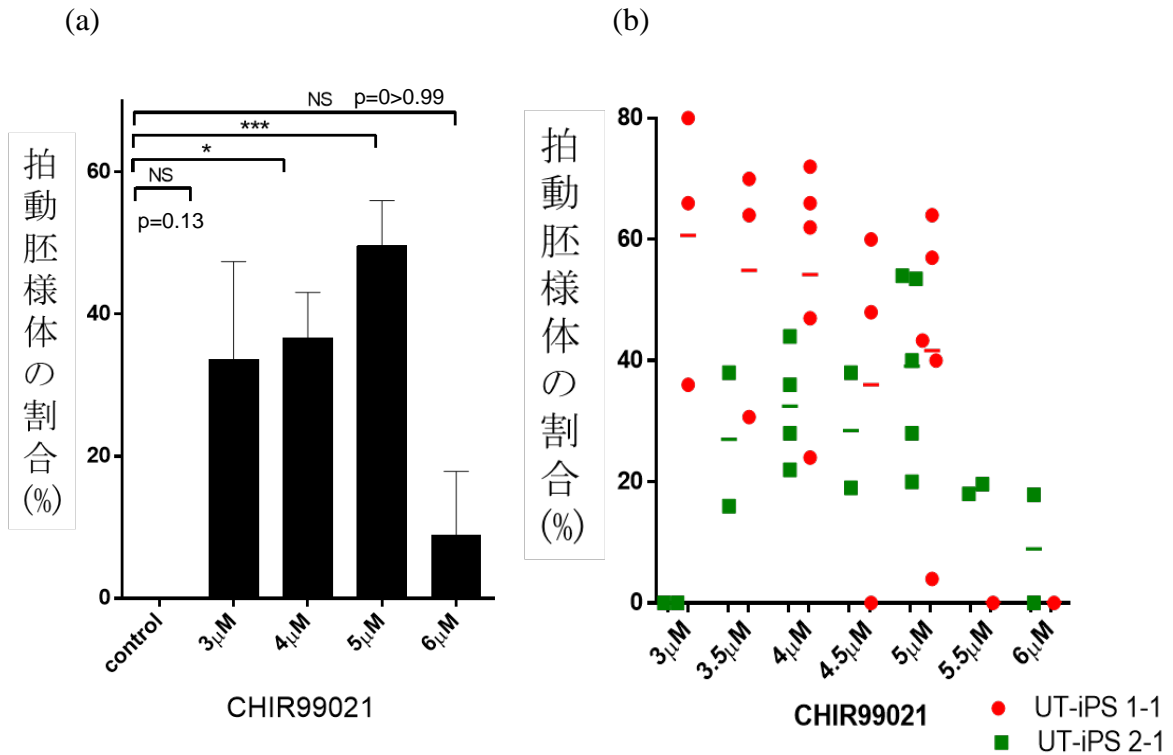 (a)
拍動胚様体の割合(%)
NS p=0>0.99
***
*
NS
p=0.13
60
40
20
0
control
3μM
4μM
5μM
6μM
CHIR99021
(b)
拍動胚様体の割合(%)
80
60
40
20
0
3μM
3.5μM
4μM
4.5μM
5μM
5.5μM
6μM
CHIR99021
UT-iPS 1-1
UT-iPS 2-1